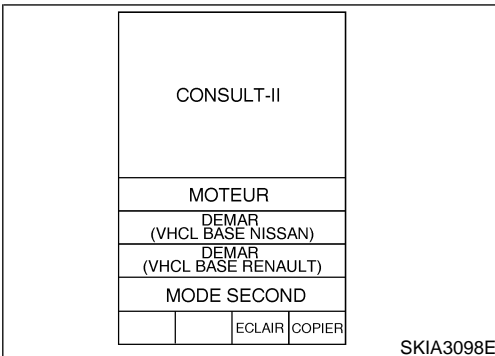 CONSULT-II
MOTEUR
DEMAR
(VHCL BASE NISSAN)
DEMAR
(VHCL BASE RENAULT)
MODE SECOND
ECLAIR COPIER
SKIA3098E